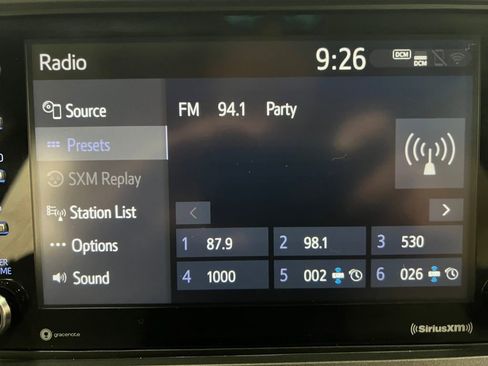 Radio 9:26 DCM DCM
Source
FM 94.1 Party
Presets
SXM Replay
Station List
Options
Sound
1 87.9 2 98.1 3 530
4 1000 5 002 6 026
gracenote
SiriusXM